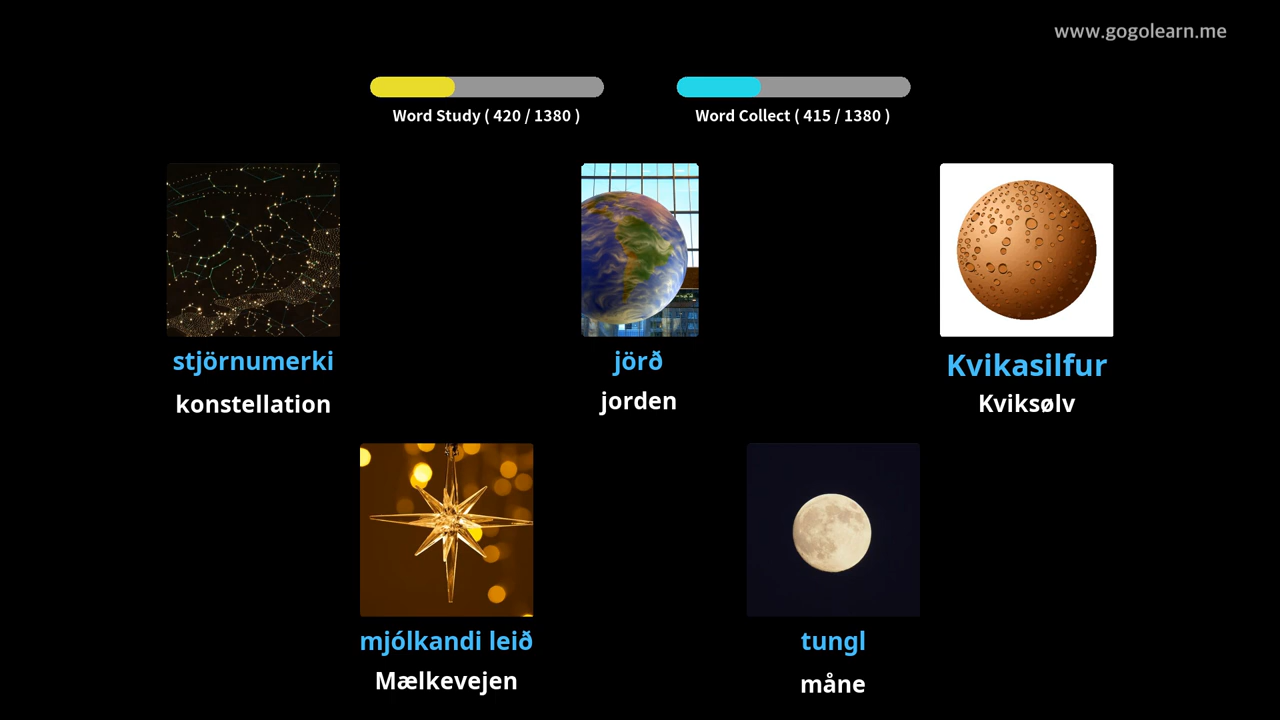 www.gogolearn.me
Word Study ( 420 / 1380 )
Word Collect ( 415 / 1380 )
stjörnumerki
konstellation
jörð
jorden
Kvikasilfur
Kviksølv
mjólkandi leið
Mælkevejen
tungl
måne